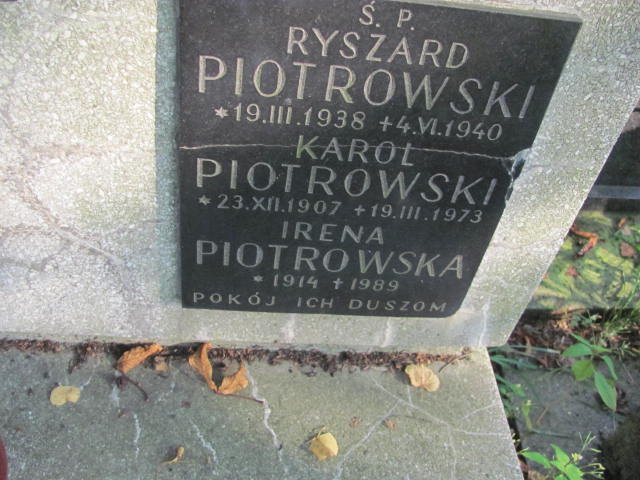 Ś. P.
RYSZARD
PIOTROWSKI
*19.III.1938 +4.VI.1940
KAROL
PIOTROWSKI
*23.XII.1907 +19.III.1973
IRENA
PIOTROWSKA
*1914 +1989
POKÓJ ICH DUSZOM